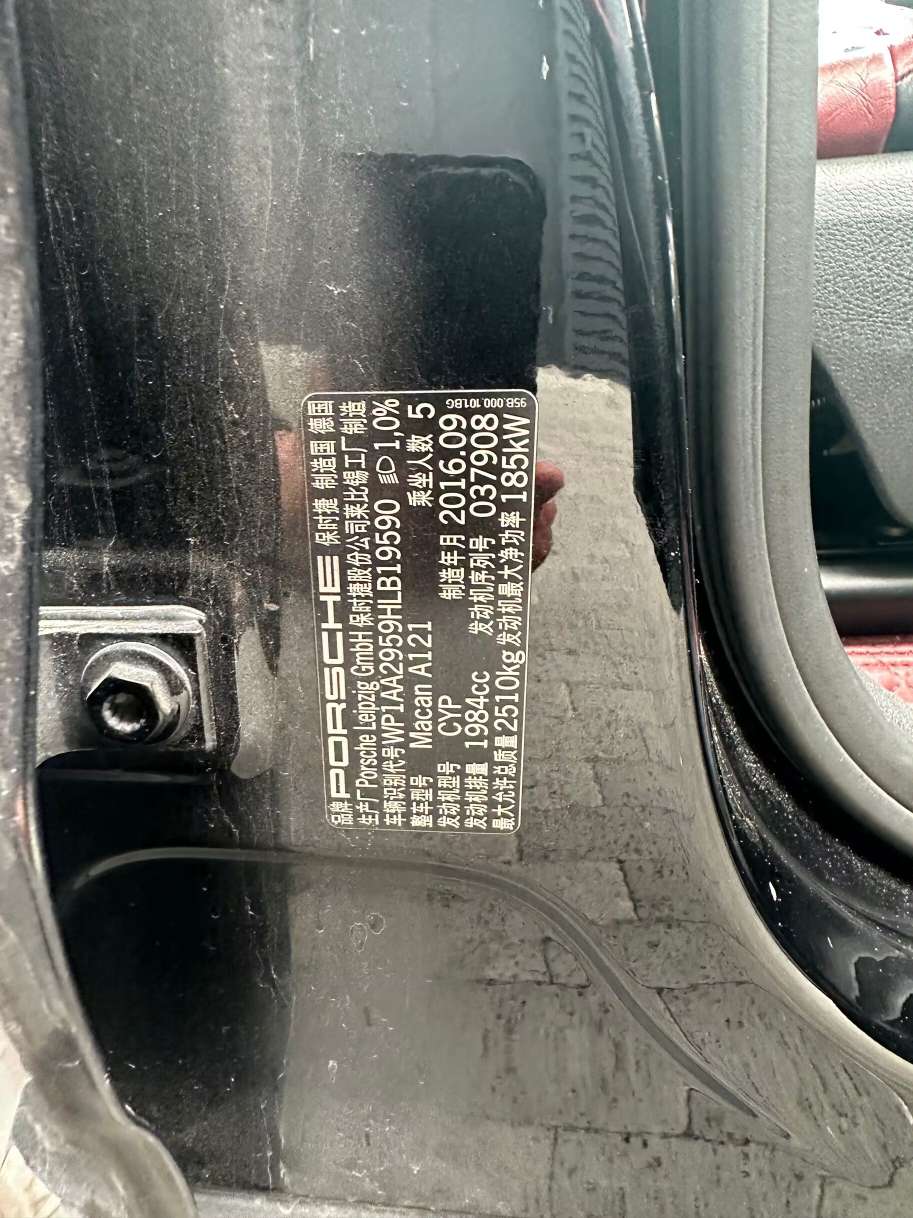 品牌 PORSCHE 保时捷 制造国 德国
生产厂 Porsche Leipzig GmbH 保时捷股份公司莱比锡工厂制造
车辆识别代号 WP1AA2959HLB19590 1,0%
整车型号 Macan A121 乘坐人数 5
发动机型号 CYP 制造年月 2016.09
发动机排量 1984cc 发动机序列号 037908
最大允许总质量 2510kg 发动机最大净功率 185kW
95B.000.101.BG